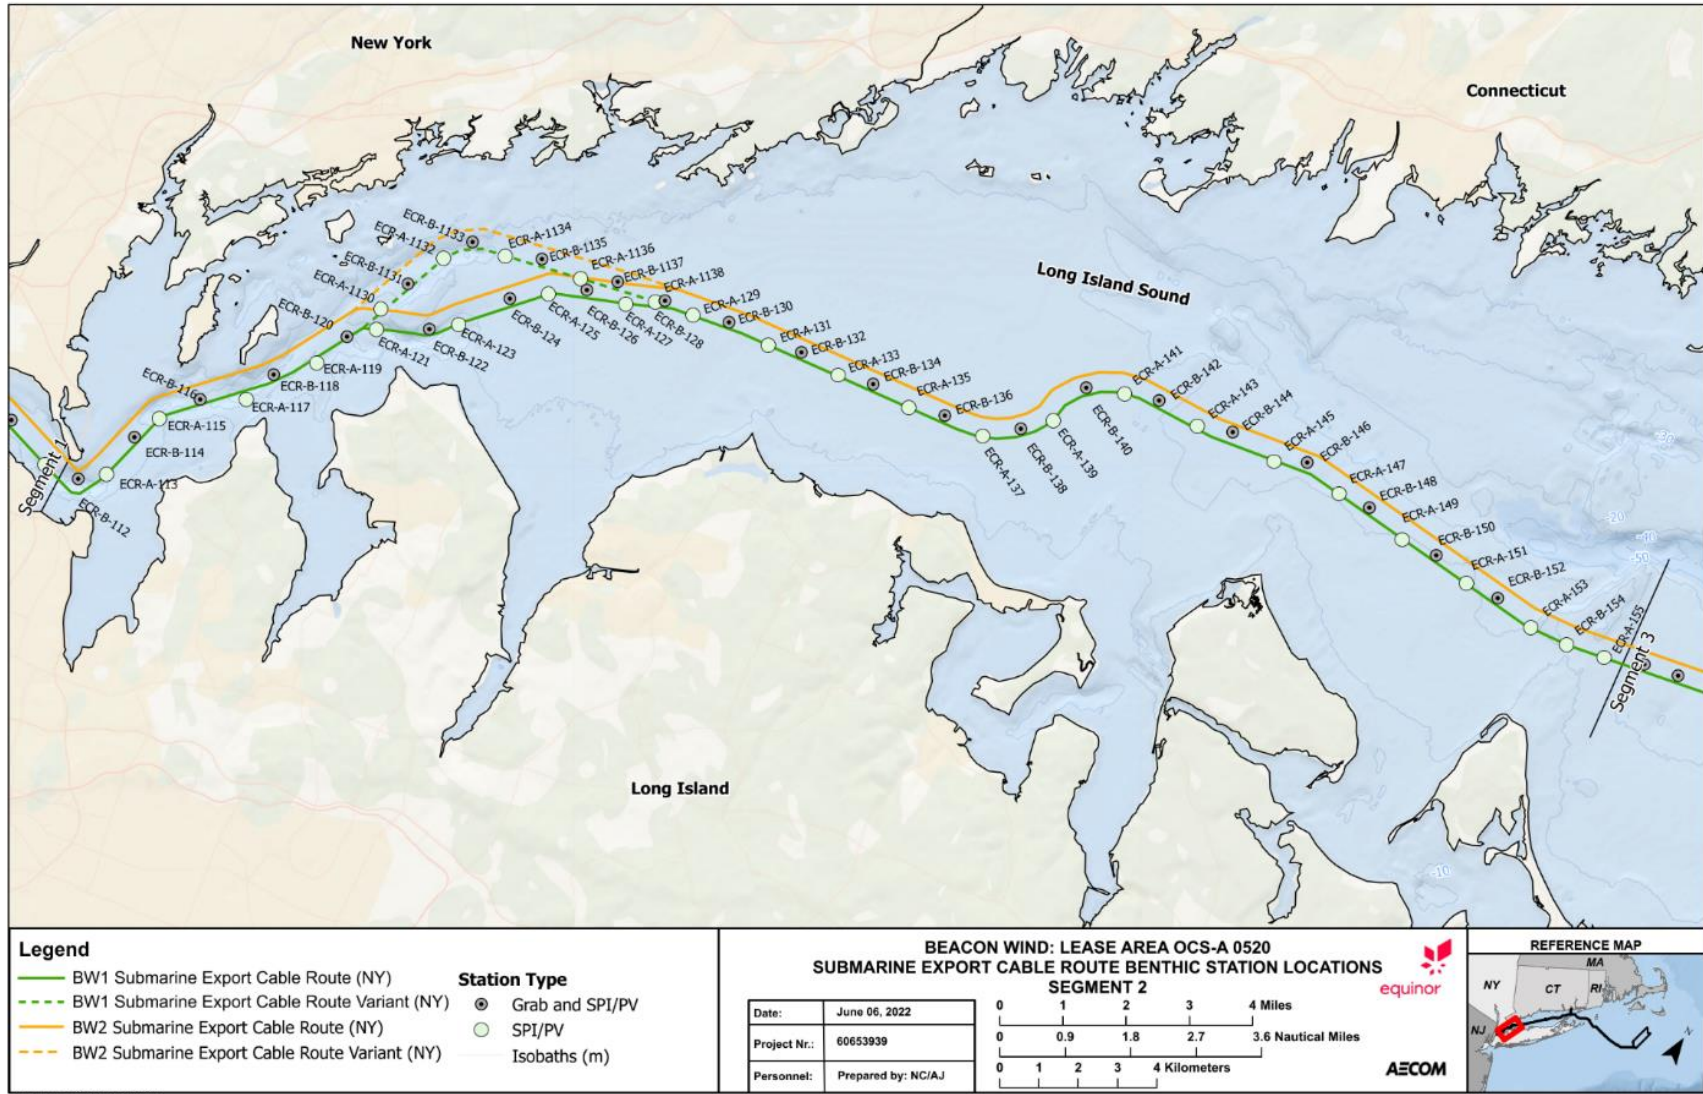 New York
Connecticut
Long Island Sound
Long Island
Segment 1
Segment 3
ECR-B-112
ECR-A-113
ECR-B-114
ECR-A-115
ECR-B-116
ECR-A-117
ECR-B-118
ECR-A-119
ECR-B-120
ECR-A-121
ECR-B-122
ECR-A-123
ECR-B-124
ECR-A-125
ECR-B-126
ECR-A-127
ECR-B-128
ECR-A-129
ECR-B-130
ECR-A-1130
ECR-B-1131
ECR-A-1132
ECR-B-1133
ECR-A-1134
ECR-B-1135
ECR-A-1136
ECR-B-1137
ECR-A-1138
ECR-A-131
ECR-B-132
ECR-A-133
ECR-B-134
ECR-A-135
ECR-B-136
ECR-A-137
ECR-B-138
ECR-A-139
ECR-B-140
ECR-A-141
ECR-B-142
ECR-A-143
ECR-B-144
ECR-A-145
ECR-B-146
ECR-A-147
ECR-B-148
ECR-A-149
ECR-B-150
ECR-A-151
ECR-B-152
ECR-A-153
ECR-B-154
ECR-A-155
-30
-20
-40
-50
-10
Legend
BW1 Submarine Export Cable Route (NY)
BW1 Submarine Export Cable Route Variant (NY)
BW2 Submarine Export Cable Route (NY)
BW2 Submarine Export Cable Route Variant (NY)
Station Type
Grab and SPI/PV
SPI/PV
Isobaths (m)
BEACON WIND: LEASE AREA OCS-A 0520
SUBMARINE EXPORT CABLE ROUTE BENTHIC STATION LOCATIONS
SEGMENT 2
equinor
Date: June 06, 2022
Project Nr.: 60653939
Personnel: Prepared by: NC/AJ
0 1 2 3 4 Miles
0 0.9 1.8 2.7 3.6 Nautical Miles
0 1 2 3 4 Kilometers
AECOM
REFERENCE MAP
MA
NY
CT
RI
NJ
N